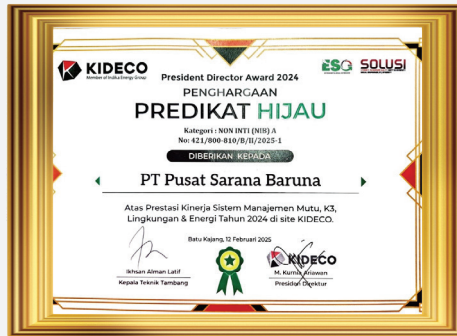 KIDECO
Member of Indika Energy Group
ESG
SOLUSI
President Director Award 2024
PENGHARGAAN
PREDIKAT HIJAU
Kategori : NON INTI (NIB) A
No: 421/800-810/B/II/2025-1
DIBERIKAN KEPADA
PT Pusat Sarana Baruna
Atas Prestasi Kinerja Sistem Manajemen Mutu, K3,
Lingkungan & Energi Tahun 2024 di site KIDECO.
Batu Kajang, 12 Februari 2025
KIDECO
Ikhsan Alman Latif
Kepala Teknik Tambang
M. Kurnia Ariawan
Presiden Direktur